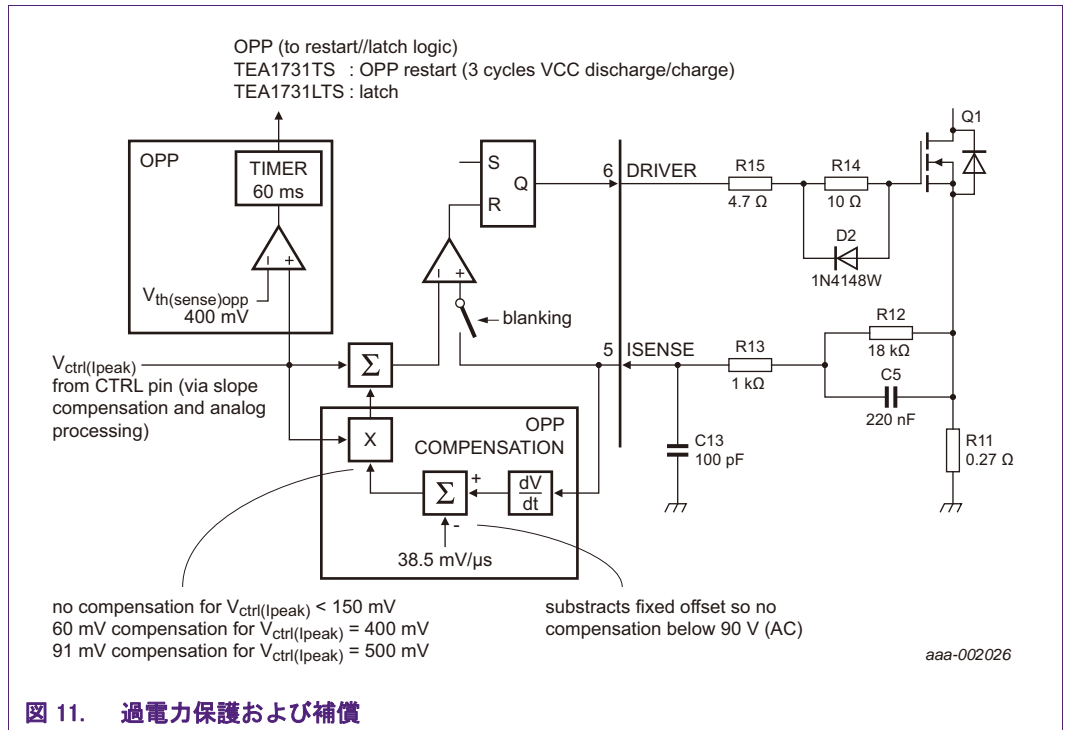 OPP (to restart//latch logic)
TEA1731TS : OPP restart (3 cycles VCC discharge/charge)
TEA1731LTS : latch
OPP
TIMER
60 ms
Vth(sense)opp
400 mV
S
Q
R
6
DRIVER
R15
4.7 Ω
R14
10 Ω
D2
1N4148W
Q1
blanking
Vctrl(Ipeak)
from CTRL pin (via slope
compensation and analog
processing)
Σ
5
ISENSE
R13
1 kΩ
R12
18 kΩ
C5
220 nF
C13
100 pF
R11
0.27 Ω
OPP
COMPENSATION
X
Σ
+
dV
dt
-
38.5 mV/µs
no compensation for Vctrl(Ipeak) < 150 mV
60 mV compensation for Vctrl(Ipeak) = 400 mV
91 mV compensation for Vctrl(Ipeak) = 500 mV
substracts fixed offset so no
compensation below 90 V (AC)
aaa-002026
図 11. 過電力保護および補償